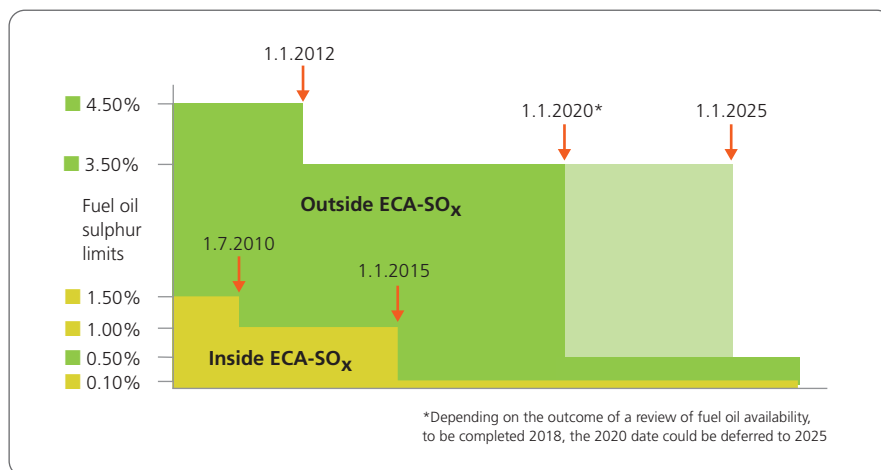 1.1.2012
4.50%
1.1.2020*
1.1.2025
3.50%
Outside ECA-SOx
Fuel oil
sulphur
limits
1.7.2010
1.1.2015
1.50%
1.00%
Inside ECA-SOx
0.50%
0.10%
*Depending on the outcome of a review of fuel oil availability,
to be completed 2018, the 2020 date could be deferred to 2025